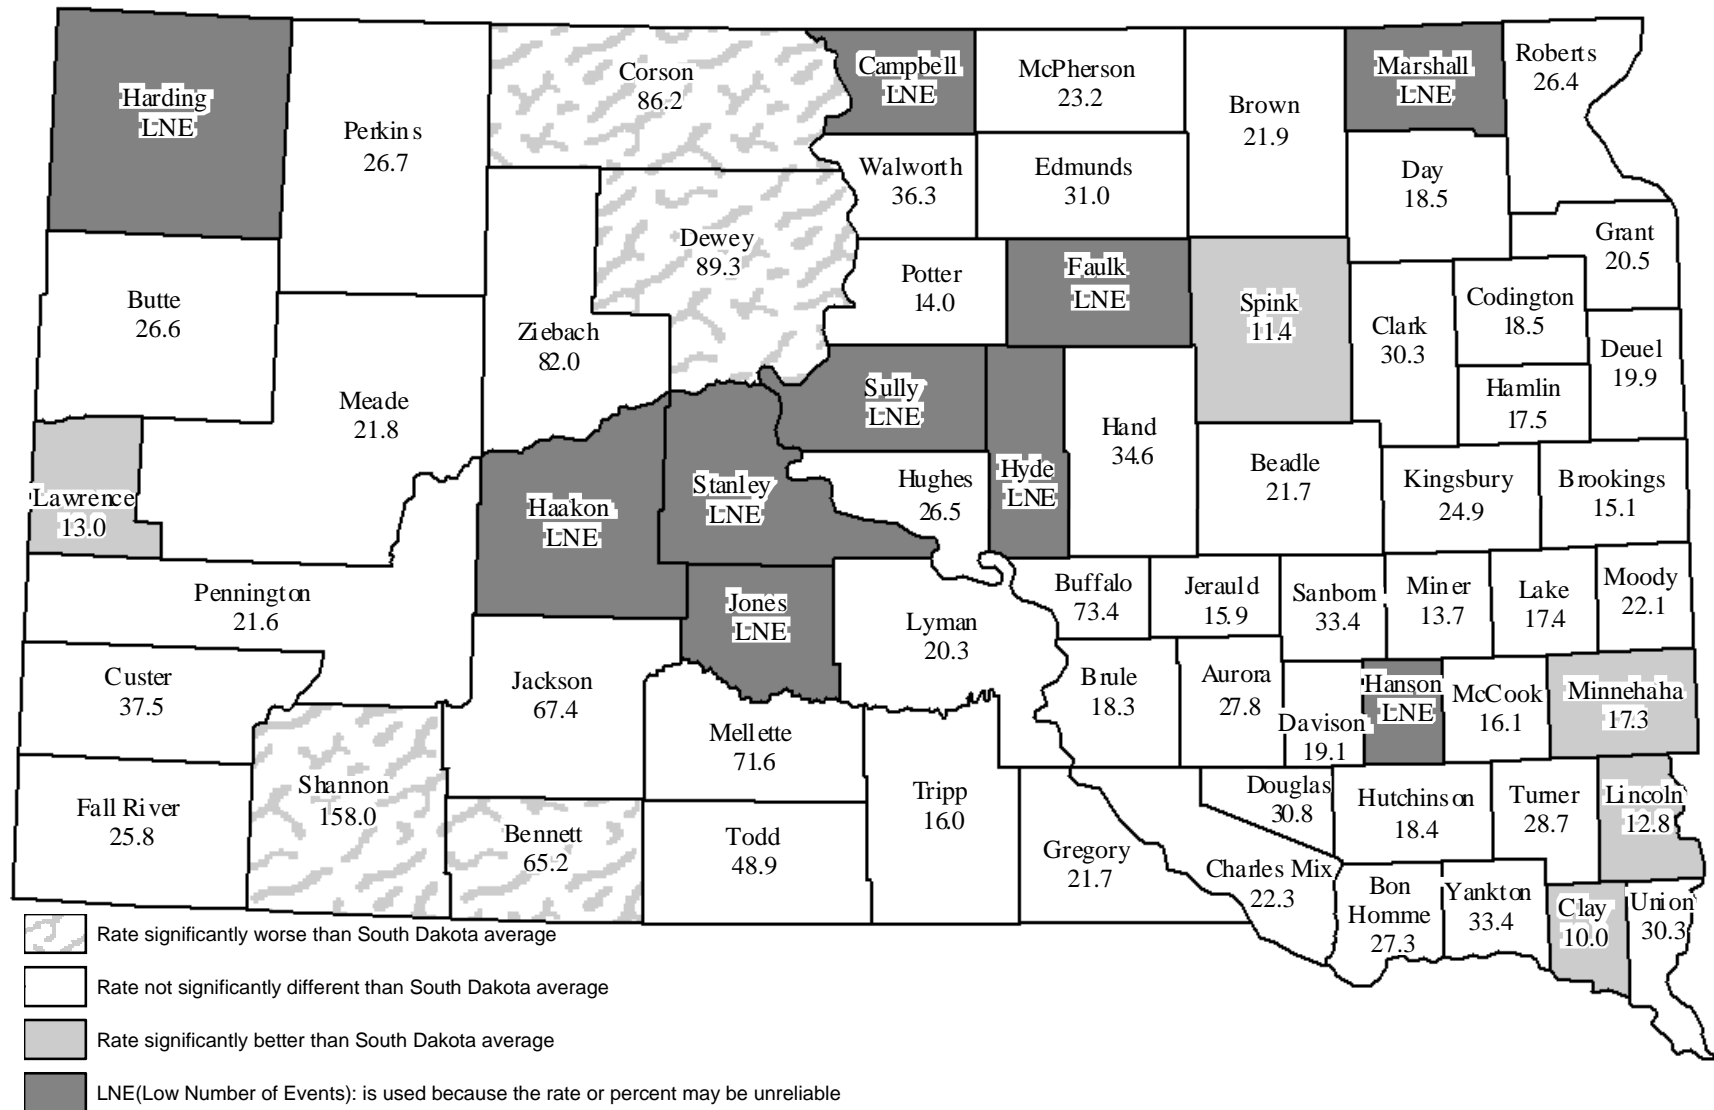 Harding
LNE
Perkins
26.7
Corson
86.2
Campbell
LNE
McPherson
23.2
Brown
21.9
Marshall
LNE
Roberts
26.4
Walworth
36.3
Edmunds
31.0
Day
18.5
Grant
20.5
Butte
26.6
Meade
21.8
Ziebach
82.0
Dewey
89.3
Potter
14.0
Faulk
LNE
Spink
11.4
Clark
30.3
Codington
18.5
Deuel
19.9
Hamlin
17.5
Lawrence
13.0
Haakon
LNE
Stanley
LNE
Sully
LNE
Hughes
26.5
Hyde
LNE
Hand
34.6
Beadle
21.7
Kingsbury
24.9
Brookings
15.1
Pennington
21.6
Jones
LNE
Lyman
20.3
Buffalo
73.4
Jerauld
15.9
Sanborn
33.4
Miner
13.7
Lake
17.4
Moody
22.1
Custer
37.5
Jackson
67.4
Mellette
71.6
Brule
18.3
Aurora
27.8
Davison
19.1
Hanson
LNE
McCook
16.1
Minnehaha
17.3
Fall River
25.8
Shannon
158.0
Bennett
65.2
Todd
48.9
Tripp
16.0
Gregory
21.7
Charles Mix
22.3
Douglas
30.8
Hutchinson
18.4
Turner
28.7
Lincoln
12.8
Bon
Homme
27.3
Yankton
33.4
Clay
10.0
Union
30.3
Rate significantly worse than South Dakota average
Rate not significantly different than South Dakota average
Rate significantly better than South Dakota average
LNE(Low Number of Events): is used because the rate or percent may be unreliable